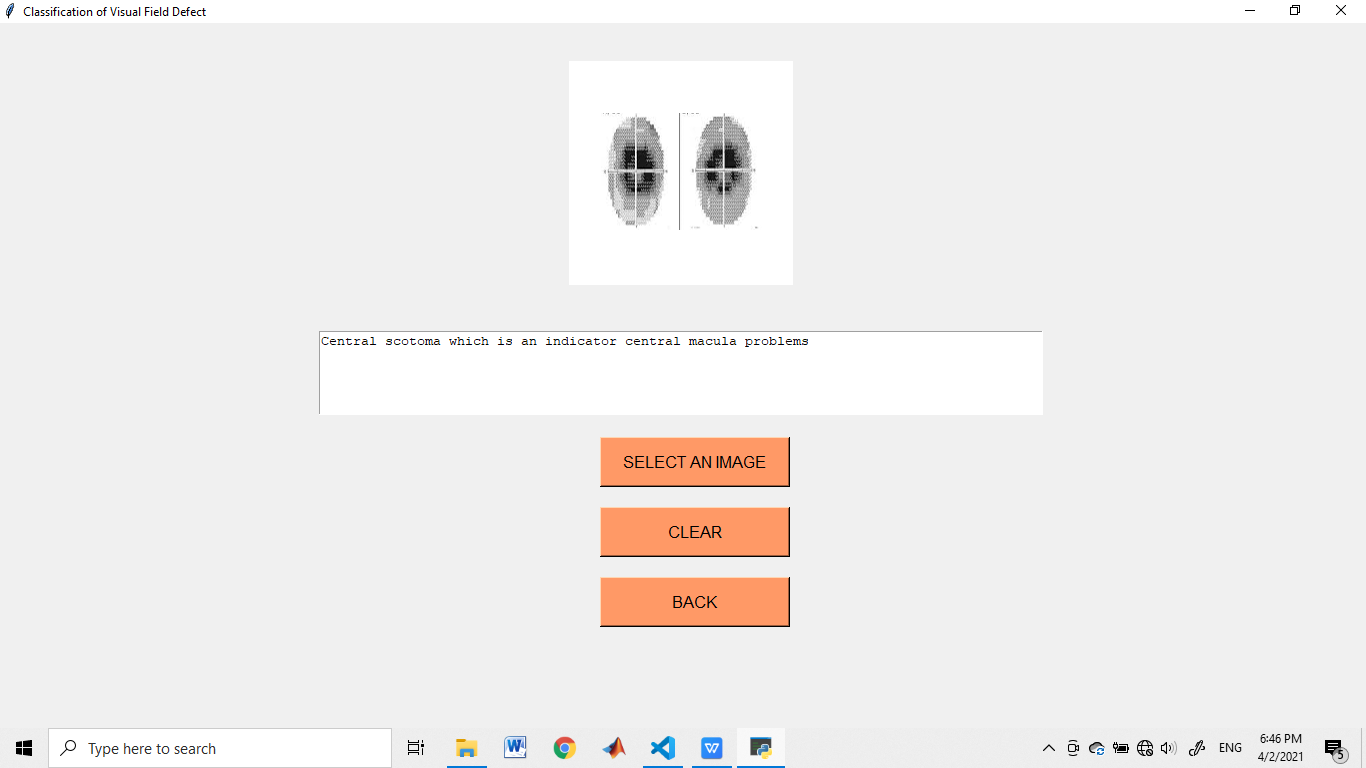 Classification of Visual Field Defect
Central scotoma which is an indicator central macula problems
SELECT AN IMAGE
CLEAR
BACK
Type here to search
ENG
6:46 PM
4/2/2021
5